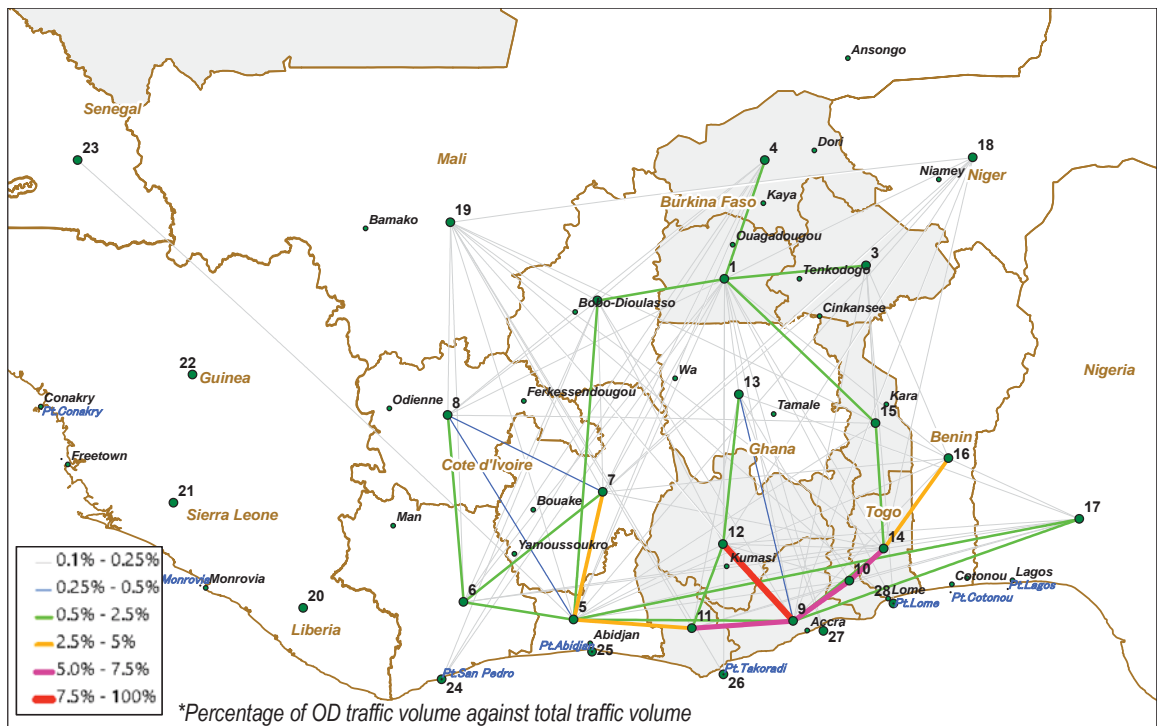 Ansongo
Senegal
23
4
Dori
18
Mali
Niamey
Niger
Kaya
Burkina Faso
19
Bamako
Ouagadougou
1
3
Tenkodogo
Bobo-Dioulasso
Cinkansee
22
Guinea
Wa
13
Nigeria
Conakry
Pt.Conakry
Odienne
8
Ferkessendougou
Tamale
Kara
15
Benin
16
Ghana
Freetown
Cote d'Ivoire
7
21
Sierra Leone
Bouake
Man
Togo
17
12
14
Yamoussoukro
Kumasi
0.1% - 0.25%
0.25% - 0.5%
0.5% - 2.5%
2.5% - 5%
5.0% - 7.5%
7.5% - 100%
Monrovia
Monrovia
10
Cotonou
Lagos
Pt.Lagos
Pt.Cotonou
20
Liberia
6
5
11
9
28
Lome
Pt.Lome
Accra
27
Abidjan
Pt.Abidjan
25
Pt.San Pedro
24
Pt.Takoradi
26
*Percentage of OD traffic volume against total traffic volume